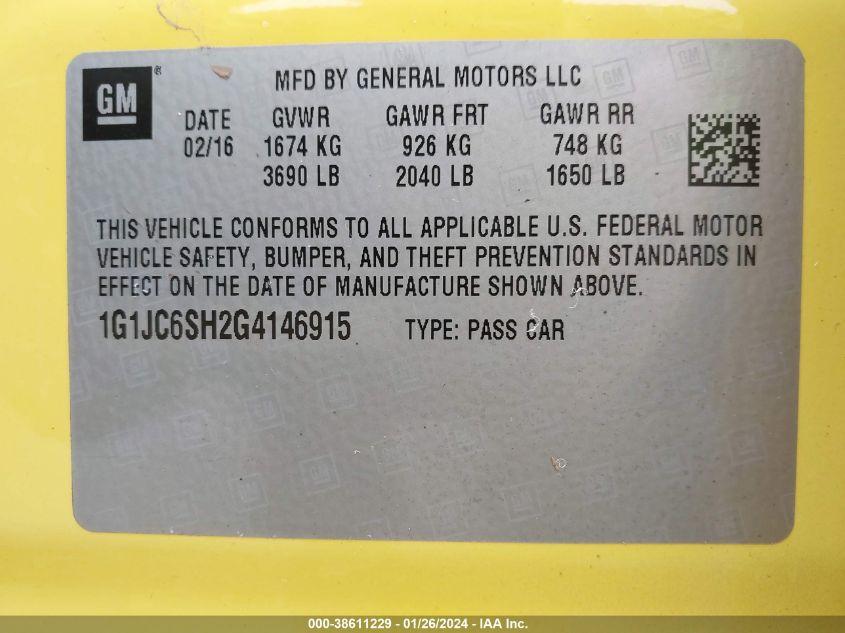 GM ®
MFD BY GENERAL MOTORS LLC
DATE GVWR GAWR FRT GAWR RR
02/16 1674 KG 926 KG 748 KG
3690 LB 2040 LB 1650 LB
THIS VEHICLE CONFORMS TO ALL APPLICABLE U.S. FEDERAL MOTOR
VEHICLE SAFETY, BUMPER, AND THEFT PREVENTION STANDARDS IN
EFFECT ON THE DATE OF MANUFACTURE SHOWN ABOVE.
1G1JC6SH2G4146915 TYPE: PASS CAR
000-38611229 - 01/26/2024 - IAA Inc.